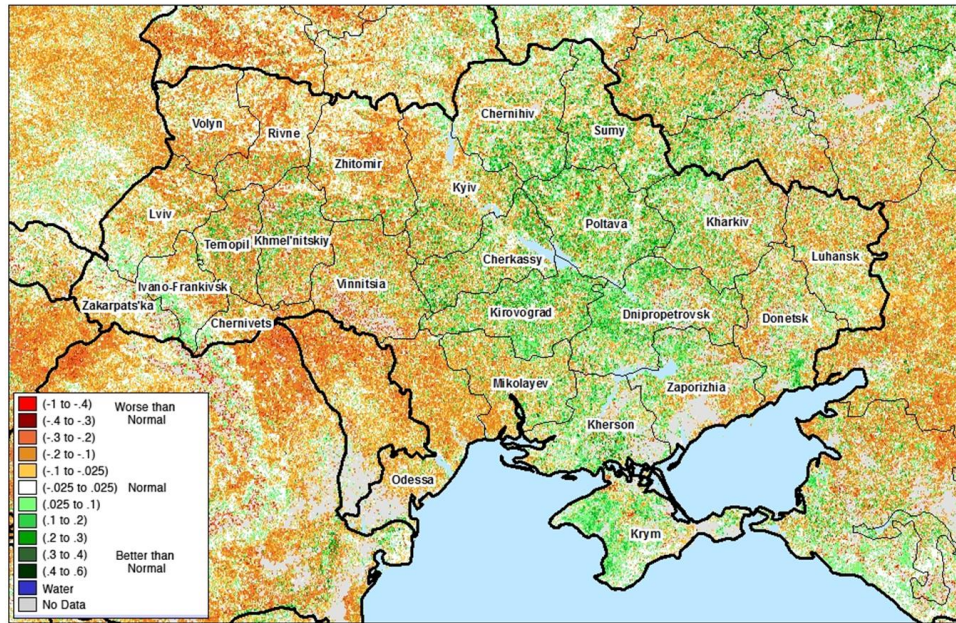 Chernihiv
Volyn
Rivne
Sumy
Zhitomir
Kyiv
Lviv
Poltava
Kharkiv
Ternopil
Khmel'nitskiy
Cherkassy
Luhansk
Ivano-Frankivsk
Vinnitsia
Zakarpats'ka
Kirovograd
Dnipropetrovsk
Donetsk
Chernivets
Mikolayev
Zaporizhia
Kherson
Odessa
Krym
(-1 to -.4) Worse than
(-.4 to -.3) Normal
(-.3 to -.2)
(-.2 to -.1)
(-.1 to -.025)
(-.025 to .025) Normal
(.025 to .1)
(.1 to .2)
(.2 to .3)
(.3 to .4) Better than
(.4 to .6) Normal
Water
No Data